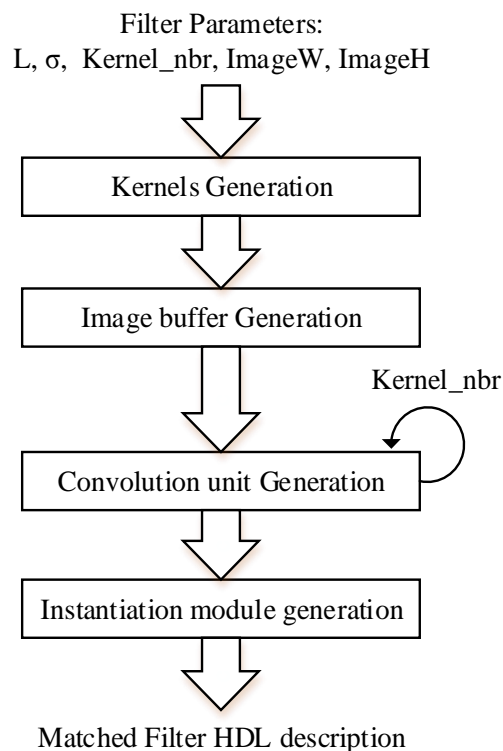 Filter Parameters:
L, σ, Kernel_nbr, ImageW, ImageH
Kernels Generation
Image buffer Generation
Kernel_nbr
Convolution unit Generation
Instantiation module generation
Matched Filter HDL description